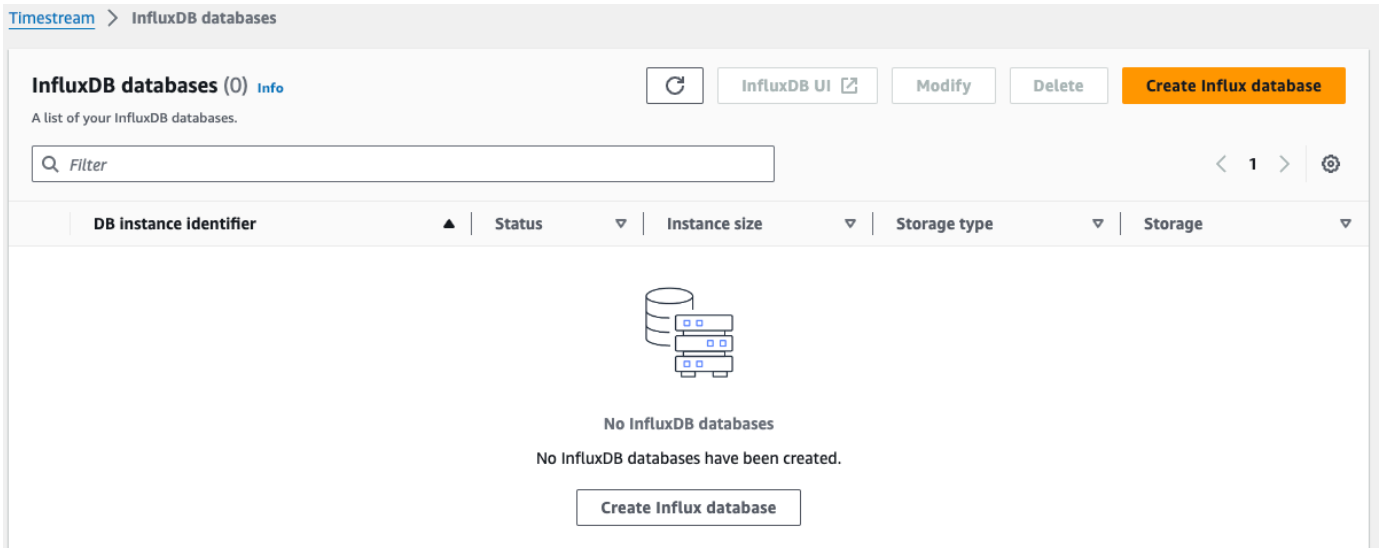 Timestream > InfluxDB databases
InfluxDB databases (0) Info
InfluxDB UI Modify Delete Create Influx database
A list of your InfluxDB databases.
Filter
< 1 >
DB instance identifier Status Instance size Storage type Storage
No InfluxDB databases
No InfluxDB databases have been created.
Create Influx database